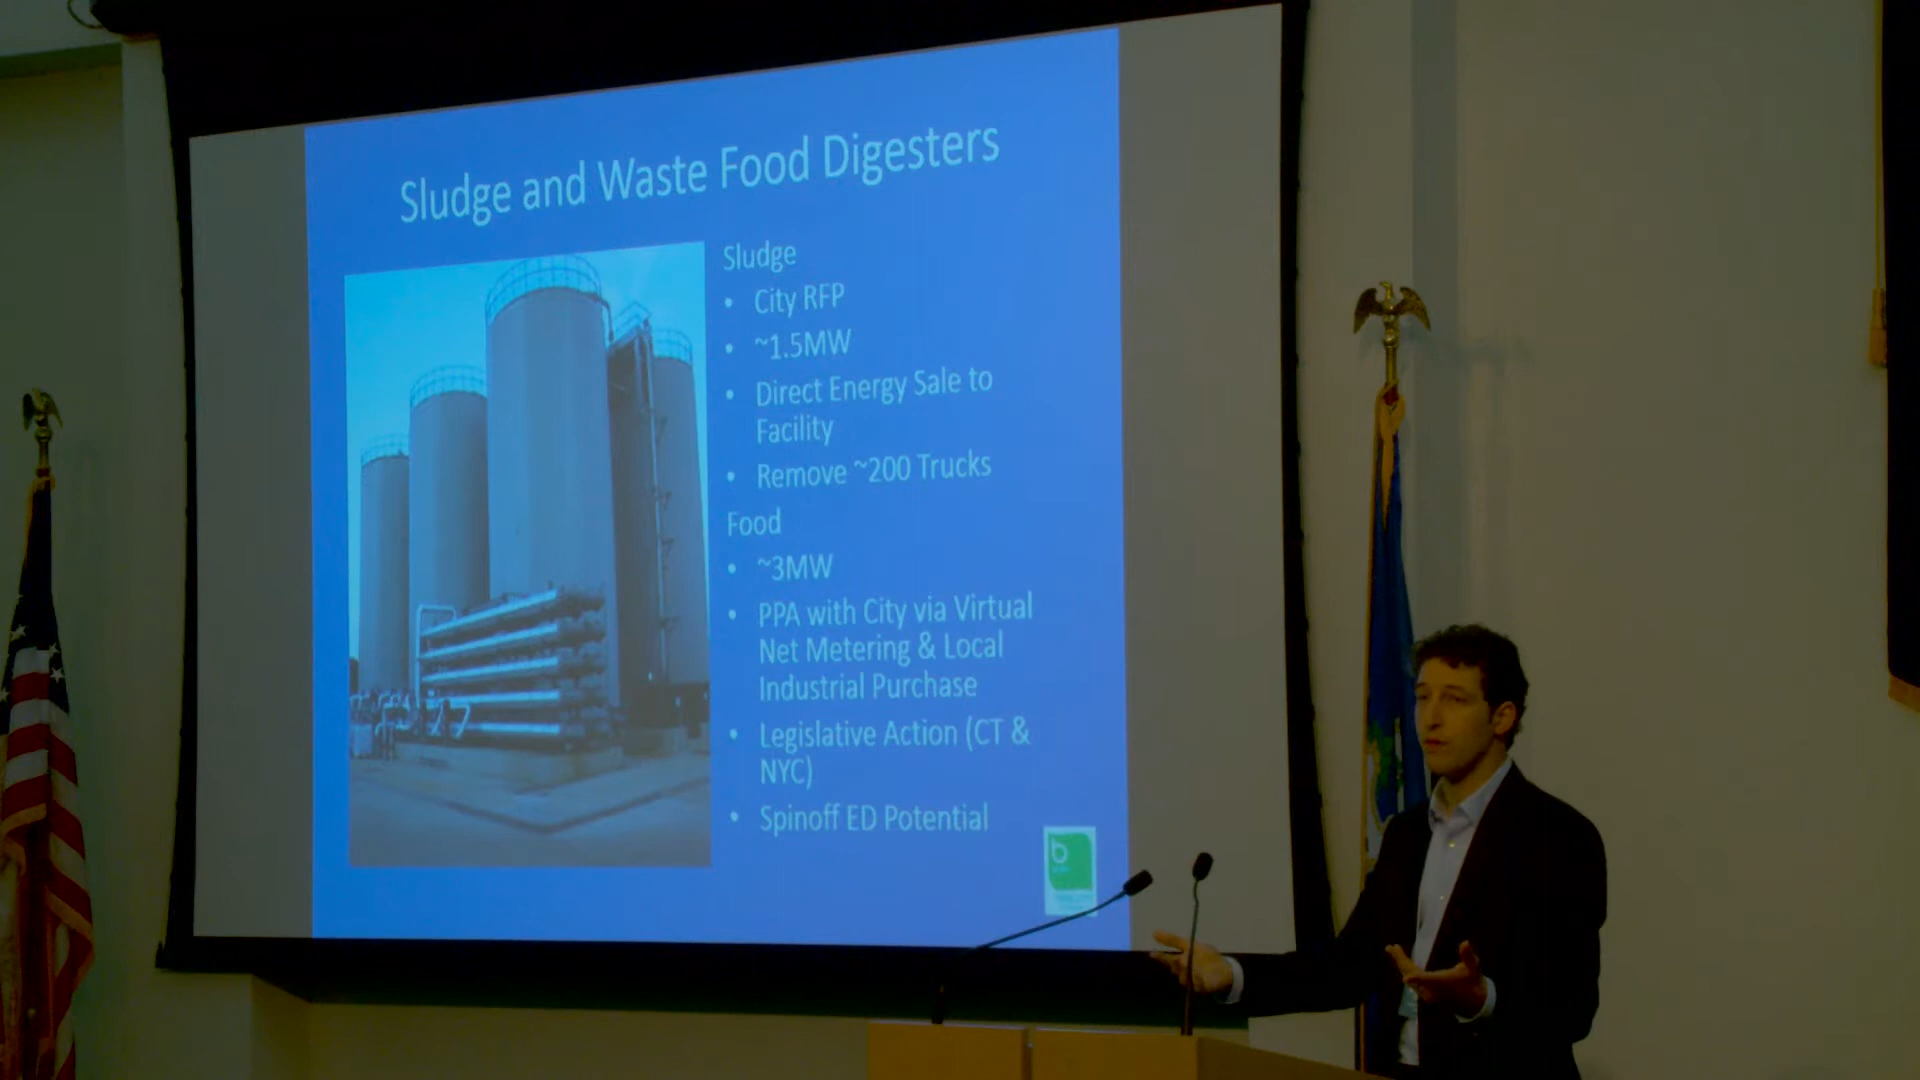 Sludge and Waste Food Digesters
Sludge
• City RFP
• ~1.5MW
• Direct Energy Sale to
Facility
• Remove ~200 Trucks
Food
• ~3MW
• PPA with City via Virtual
Net Metering & Local
Industrial Purchase
• Legislative Action (CT &
NYC)
• Spinoff ED Potential
b